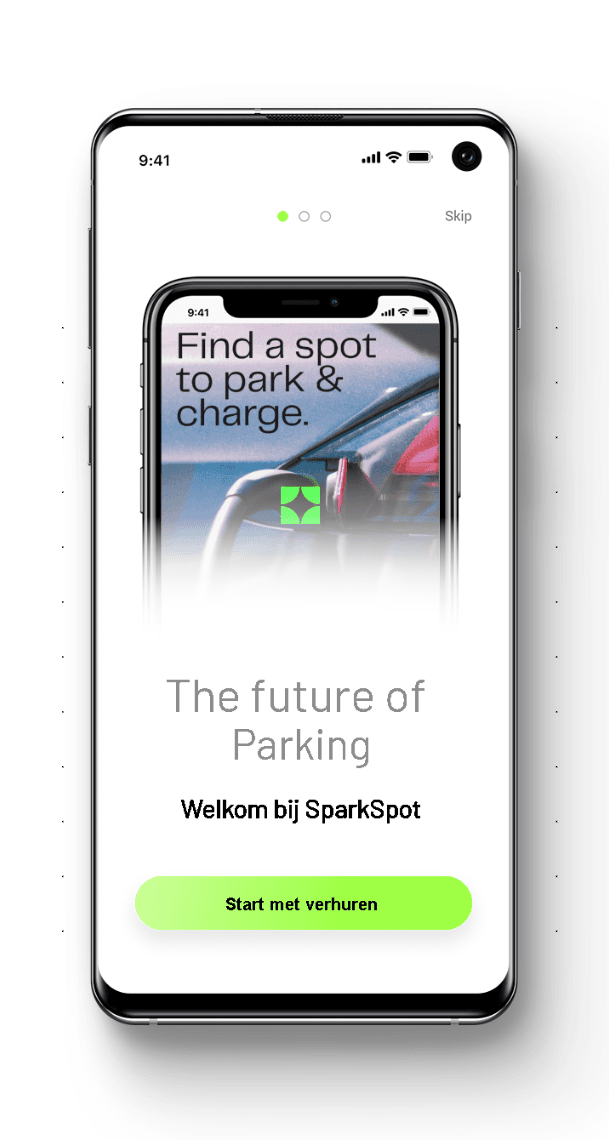 9:41
Skip
9:41
Find a spot
to park &
charge.
The future of
Parking
Welkom bij SparkSpot
Start met verhuren